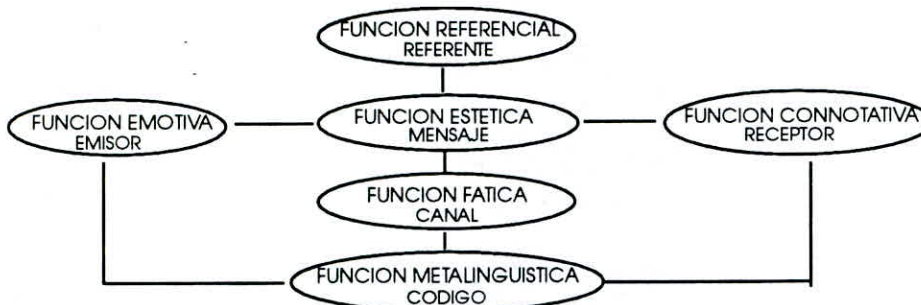 FUNCION REFERENCIAL
REFERENTE
FUNCION EMOTIVA
EMISOR
FUNCION ESTETICA
MENSAJE
FUNCION CONNOTATIVA
RECEPTOR
FUNCION FATICA
CANAL
FUNCION METALINGUISTICA
CODIGO